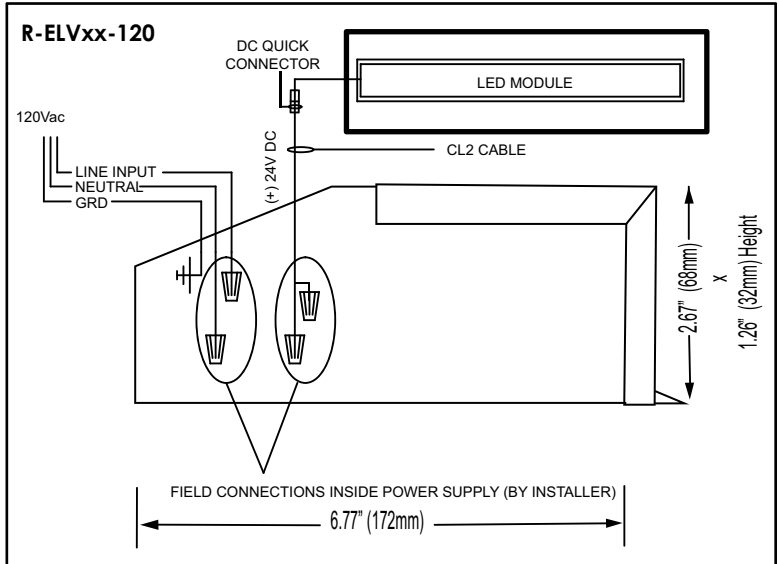 R-ELVxx-120
DC QUICK
CONNECTOR
LED MODULE
120Vac
CL2 CABLE
(+) 24V DC
LINE INPUT
NEUTRAL
GRD
2.67" (68mm)
X
1.26" (32mm) Height
FIELD CONNECTIONS INSIDE POWER SUPPLY (BY INSTALLER)
6.77" (172mm)